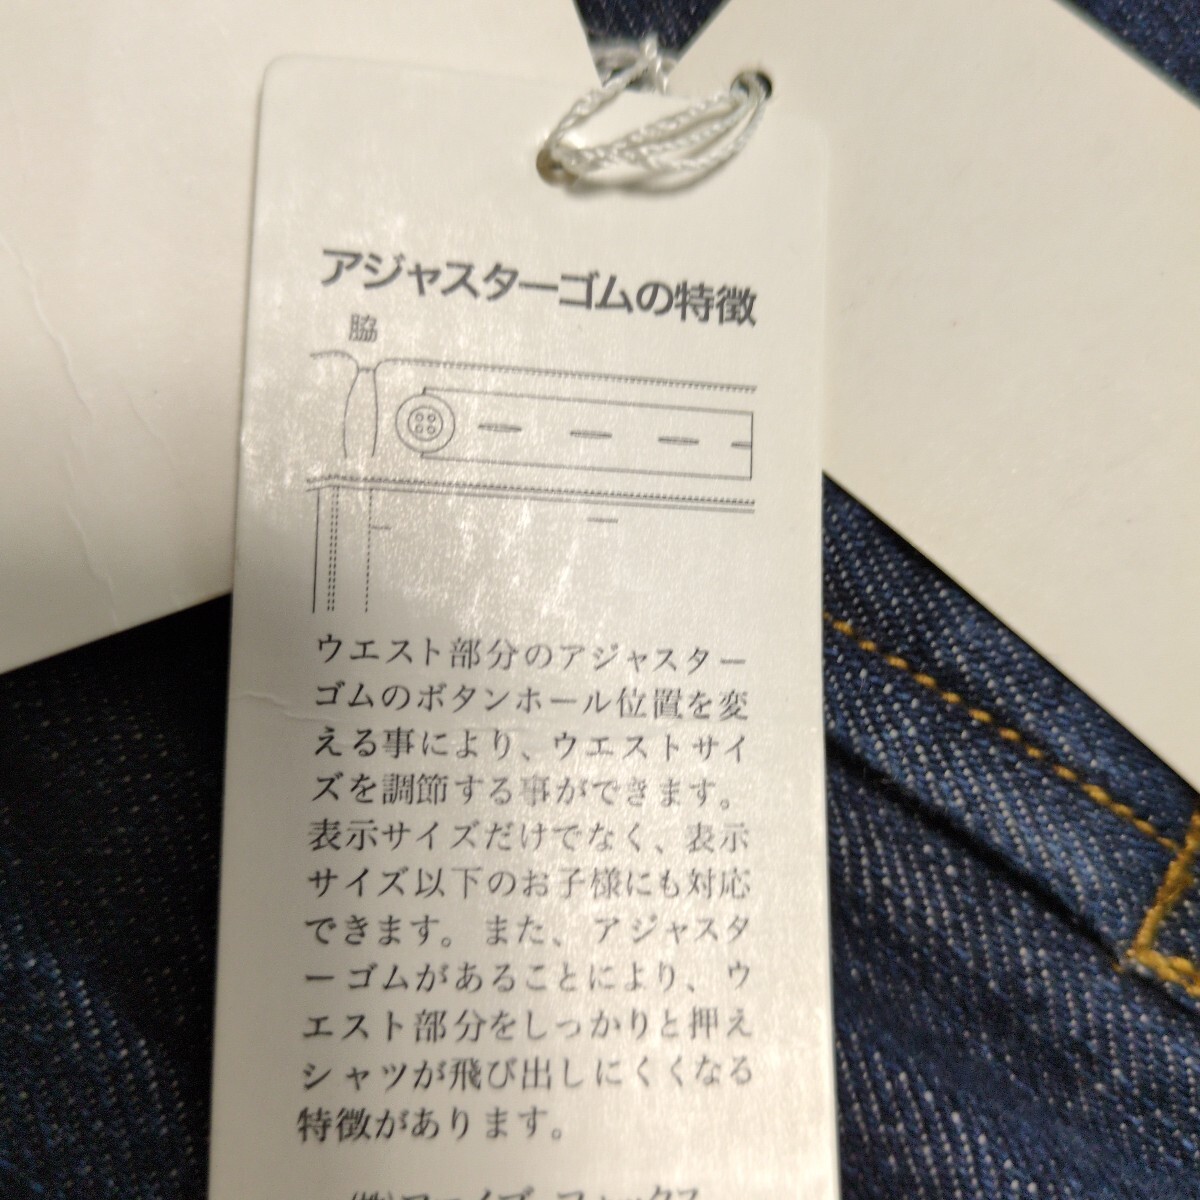 アジャスターゴムの特徴
脇
ウエスト部分のアジャスター
ゴムのボタンホール位置を変
える事により、ウエストサイ
ズを調節する事ができます。
表示サイズだけでなく、表示
サイズ以下のお子様にも対応
できます。また、アジャスタ
ーゴムがあることにより、ウ
エスト部分をしっかりと押え
シャツが飛び出しにくくなる
特徴があります。